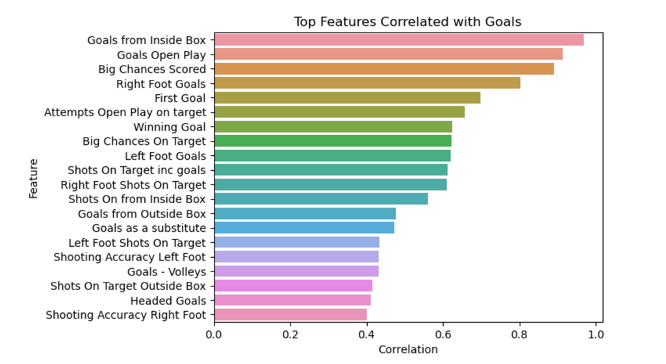 Top Features Correlated with Goals
Feature
Goals from Inside Box
Goals Open Play
Big Chances Scored
Right Foot Goals
First Goal
Attempts Open Play on target
Winning Goal
Big Chances On Target
Left Foot Goals
Shots On Target inc goals
Right Foot Shots On Target
Shots On from Inside Box
Goals from Outside Box
Goals as a substitute
Left Foot Shots On Target
Shooting Accuracy Left Foot
Goals - Volleys
Shots On Target Outside Box
Headed Goals
Shooting Accuracy Right Foot
0.0 0.2 0.4 0.6 0.8 1.0
Correlation